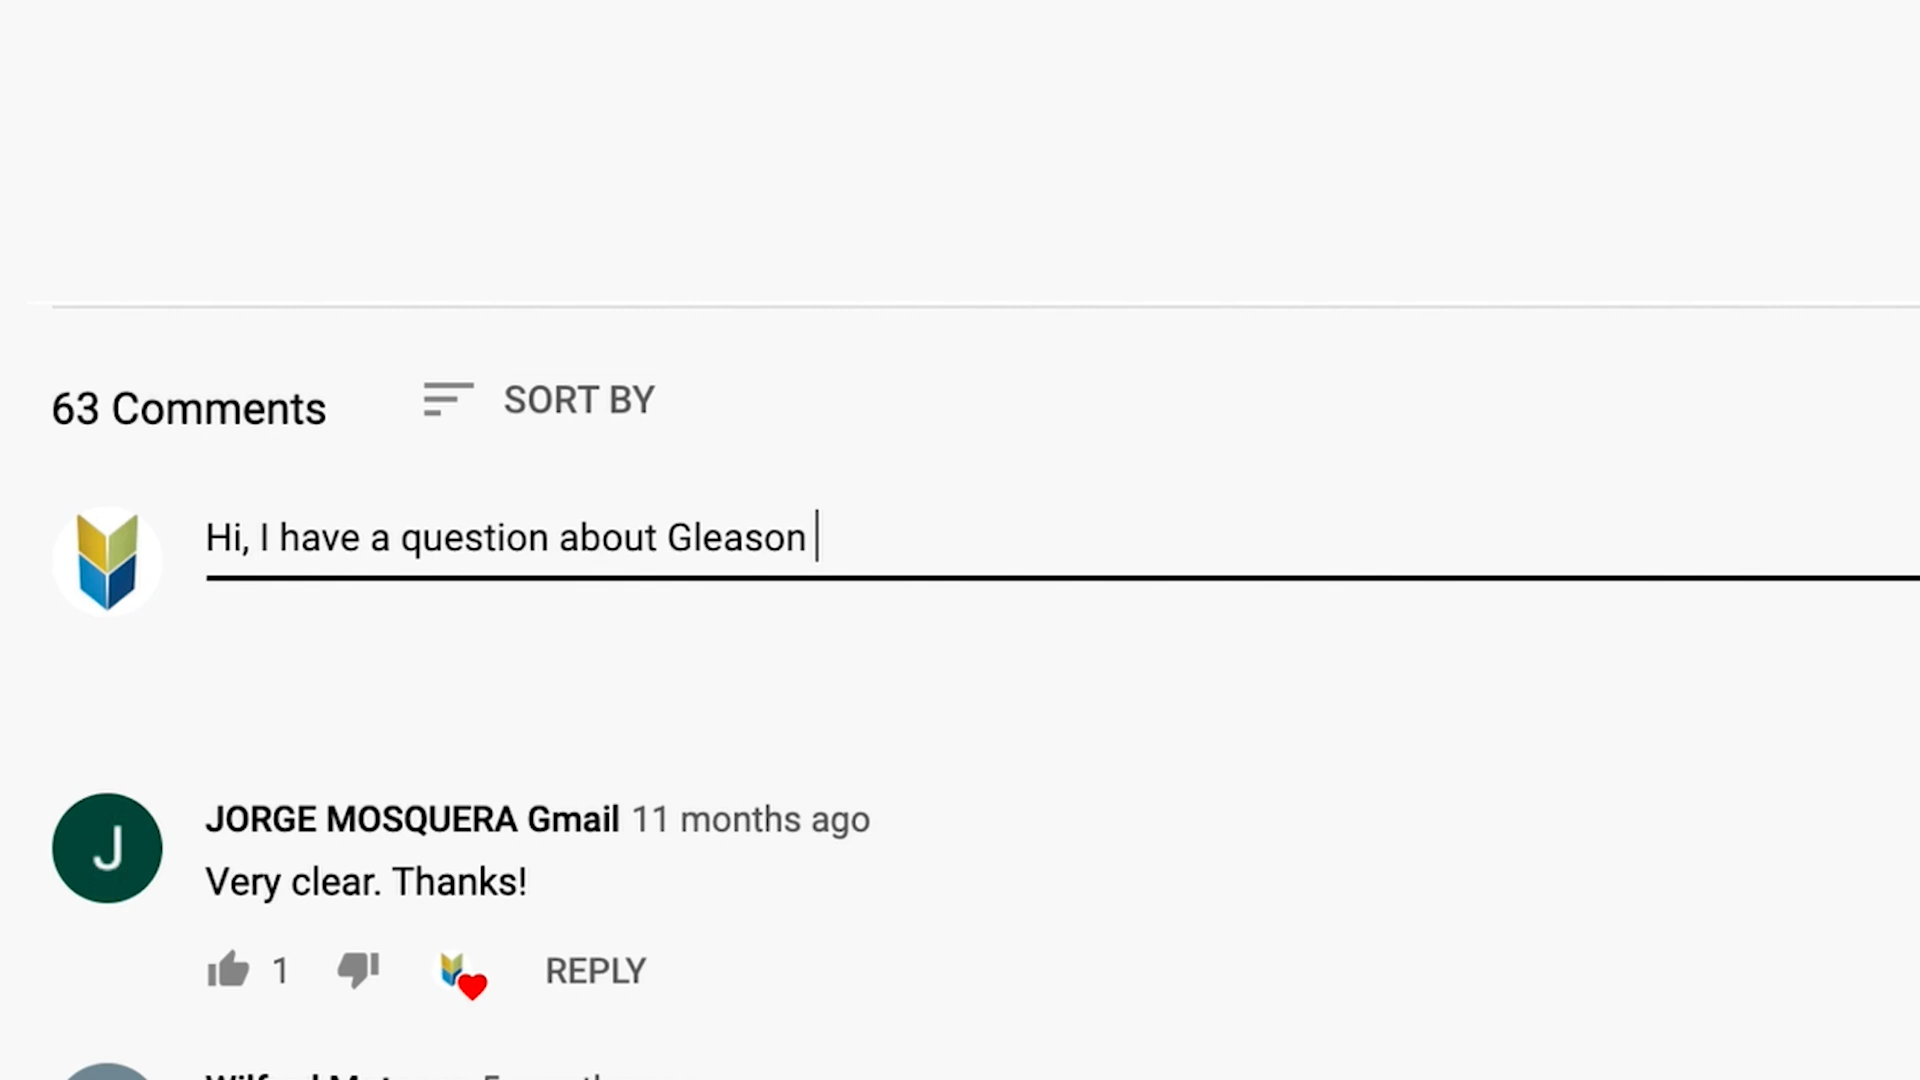 63 Comments
SORT BY
Hi, I have a question about Gleason
J
JORGE MOSQUERA Gmail 11 months ago
Very clear. Thanks!
1
REPLY